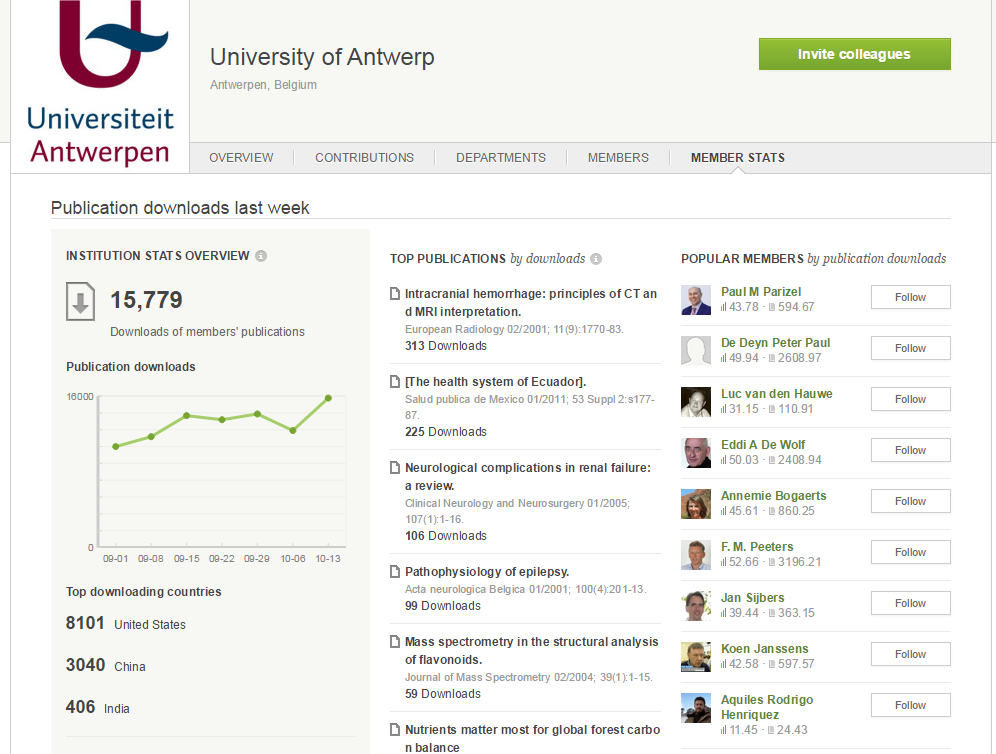 Universiteit
Antwerpen
University of Antwerp
Antwerpen, Belgium
Invite colleagues
OVERVIEW
CONTRIBUTIONS
DEPARTMENTS
MEMBERS
MEMBER STATS
Publication downloads last week
INSTITUTION STATS OVERVIEW
15,779
Downloads of members' publications
Publication downloads
16000
0
09-01 09-08 09-15 09-22 09-29 10-06 10-13
Top downloading countries
8101 United States
3040 China
406 India
TOP PUBLICATIONS by downloads
Intracranial hemorrhage: principles of CT an
d MRI interpretation.
European Radiology 02/2001; 11(9):1770-83.
313 Downloads
[The health system of Ecuador].
Salud publica de Mexico 01/2011; 53 Suppl 2:s177-
87.
225 Downloads
Neurological complications in renal failure:
a review.
Clinical Neurology and Neurosurgery 01/2005;
107(1):1-16.
106 Downloads
Pathophysiology of epilepsy.
Acta neurologica Belgica 01/2001; 100(4):201-13.
99 Downloads
Mass spectrometry in the structural analysis
of flavonoids.
Journal of Mass Spectrometry 02/2004; 39(1):1-15.
59 Downloads
Nutrients matter most for global forest carbo
n balance
POPULAR MEMBERS by publication downloads
Paul M Parizel
43.78 · 594.67
Follow
De Deyn Peter Paul
49.94 · 2608.97
Follow
Luc van den Hauwe
31.15 · 110.91
Follow
Eddi A De Wolf
50.03 · 2408.94
Follow
Annemie Bogaerts
45.61 · 860.25
Follow
F. M. Peeters
52.66 · 3196.21
Follow
Jan Sijbers
39.44 · 363.15
Follow
Koen Janssens
42.58 · 597.57
Follow
Aquiles Rodrigo
Henriquez
11.45 · 24.43
Follow